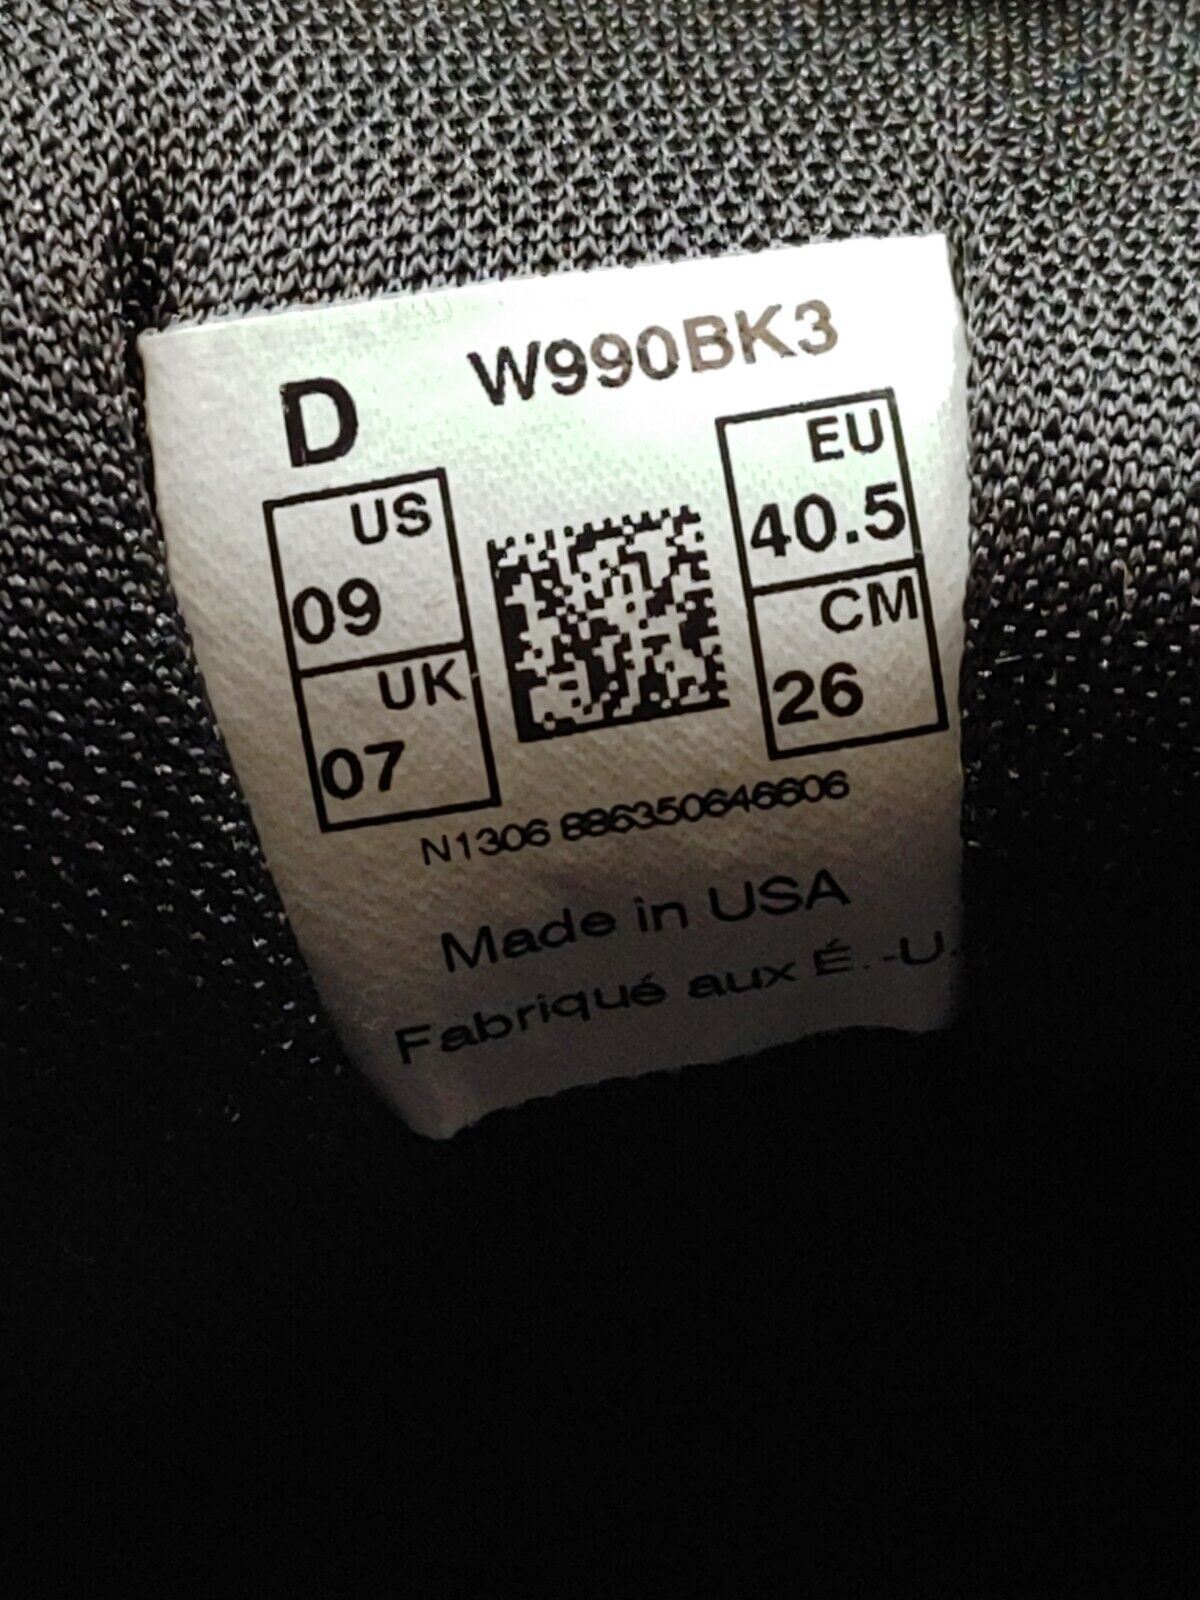 D W990BK3
US
09
UK
07
EU
40.5
CM
26
N1306 886350646606
Made in USA
Fabriqué aux É.-U.